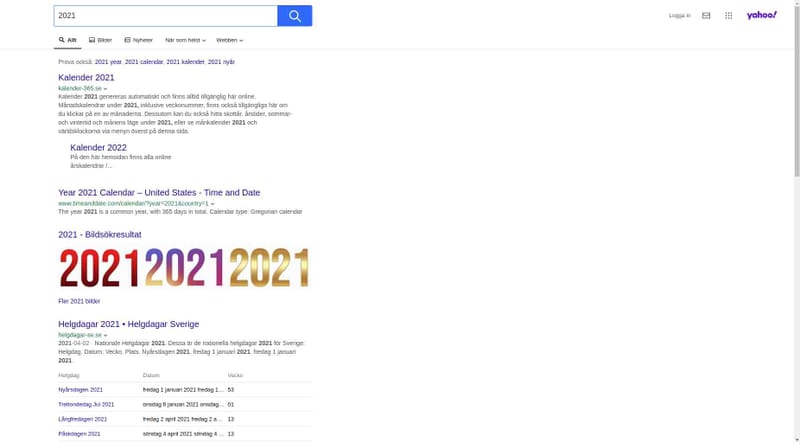 2021
Logga in
yahoo!
Allt
Bilder
Nyheter
När som helst
Webben
Prova också: 2021 year, 2021 calendar, 2021 kalender, 2021 nyår
Kalender 2021
kalender-365.se
Kalender 2021 genereras automatiskt och finns alltid tillgänglig här online.
Månadskalendrar under 2021, inklusive veckonummer, finns också tillgängliga här om
du klickar på en av månaderna. Dessutom kan du också hitta skottår, årstider, sommar-
och vintertid och månens läge under 2021, eller se månkalender 2021 och
världsklockorna via menyn överst på denna sida.
Kalender 2022
På den här hemsidan finns alla online
årskalendrar /...
Year 2021 Calendar – United States - Time and Date
www.timeanddate.com/calendar/?year=2021&country=1
The year 2021 is a common year, with 365 days in total. Calendar type: Gregorian calendar
2021 - Bildsökresultat
2021 2021 2021
Fler 2021 bilder
Helgdagar 2021 • Helgdagar Sverige
helgdagar-se.se
2021-04-02 · Nationale Helgdagar 2021. Dessa är de nationella helgdagar 2021 för Sverige:
Helgdag. Datum. Vecko. Plats. Nyårsdagen 2021. fredag 1 januari 2021. fredag 1 januari
2021.
Helgdag Datum Vecko
Nyårsdagen 2021 fredag 1 januari 2021 fredag 1... 53
Trettondedag Jul 2021 onsdag 6 januari 2021 onsdag... 01
Långfredagen 2021 fredag 2 april 2021 fredag 2 a... 13
Påskdagen 2021 söndag 4 april 2021 söndag 4 ... 13